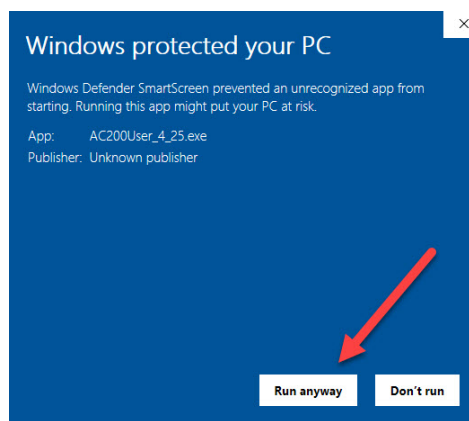 Windows protected your PC
Windows Defender SmartScreen prevented an unrecognized app from
starting. Running this app might put your PC at risk.
App: AC200User_4_25.exe
Publisher: Unknown publisher
Run anyway Don't run